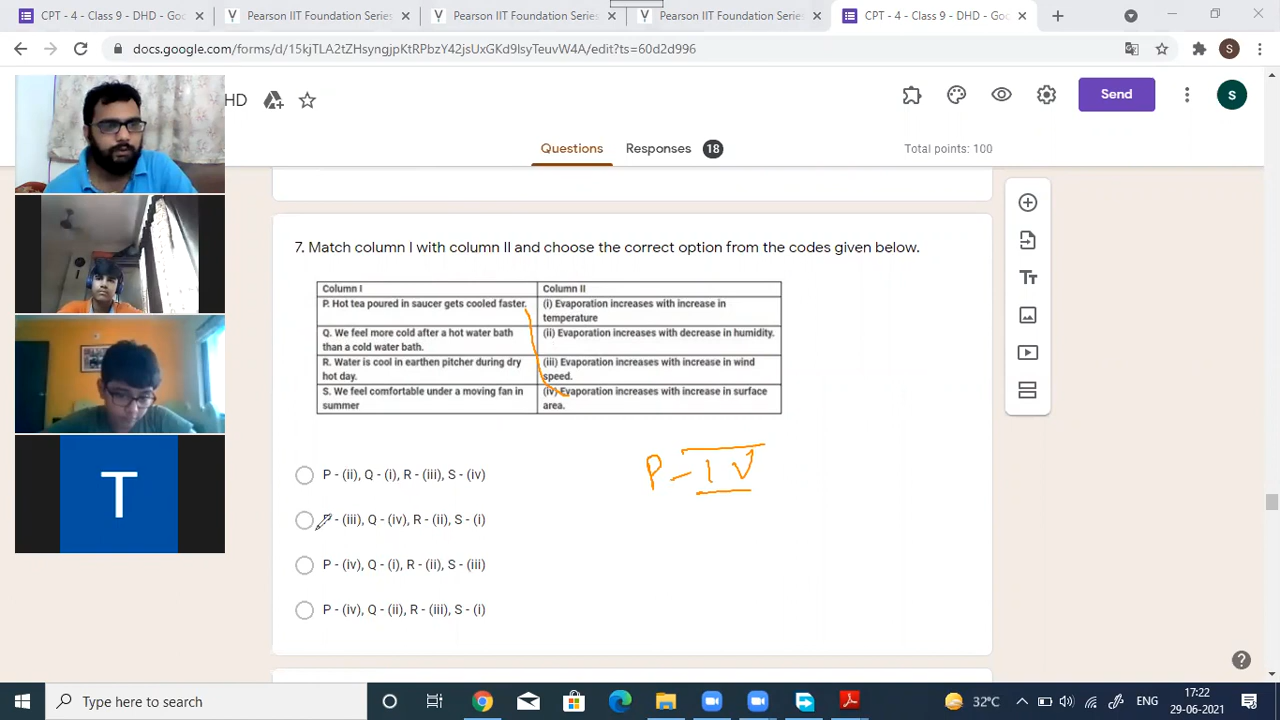 CPT - 4 - Class 9 - DHD - Goo
Pearson IIT Foundation Series
Pearson IIT Foundation Series
Pearson IIT Foundation Series
CPT - 4 - Class 9 - DHD - Goo
docs.google.com/forms/d/15kjTLA2tZHsyngjpKtRPbzY42jsUxGKd9lsyTeuvW4A/edit?ts=60d2d996
S
HD
Send
S
Questions
Responses 18
Total points: 100
7. Match column I with column II and choose the correct option from the codes given below.
Column I
Column II
P. Hot tea poured in saucer gets cooled faster.
(i) Evaporation increases with increase in
temperature
Q. We feel more cold after a hot water bath
than a cold water bath.
(ii) Evaporation increases with decrease in humidity.
R. Water is cool in earthen pitcher during dry
hot day.
(iii) Evaporation increases with increase in wind
speed.
S. We feel comfortable under a moving fan in
summer
(iv) Evaporation increases with increase in surface
area.
P - IV
P - (ii), Q - (i), R - (iii), S - (iv)
P - (iii), Q - (iv), R - (ii), S - (i)
P - (iv), Q - (i), R - (ii), S - (iii)
P - (iv), Q - (ii), R - (iii), S - (i)
T
Tt
Type here to search
32°C
ENG
17:22
29-06-2021